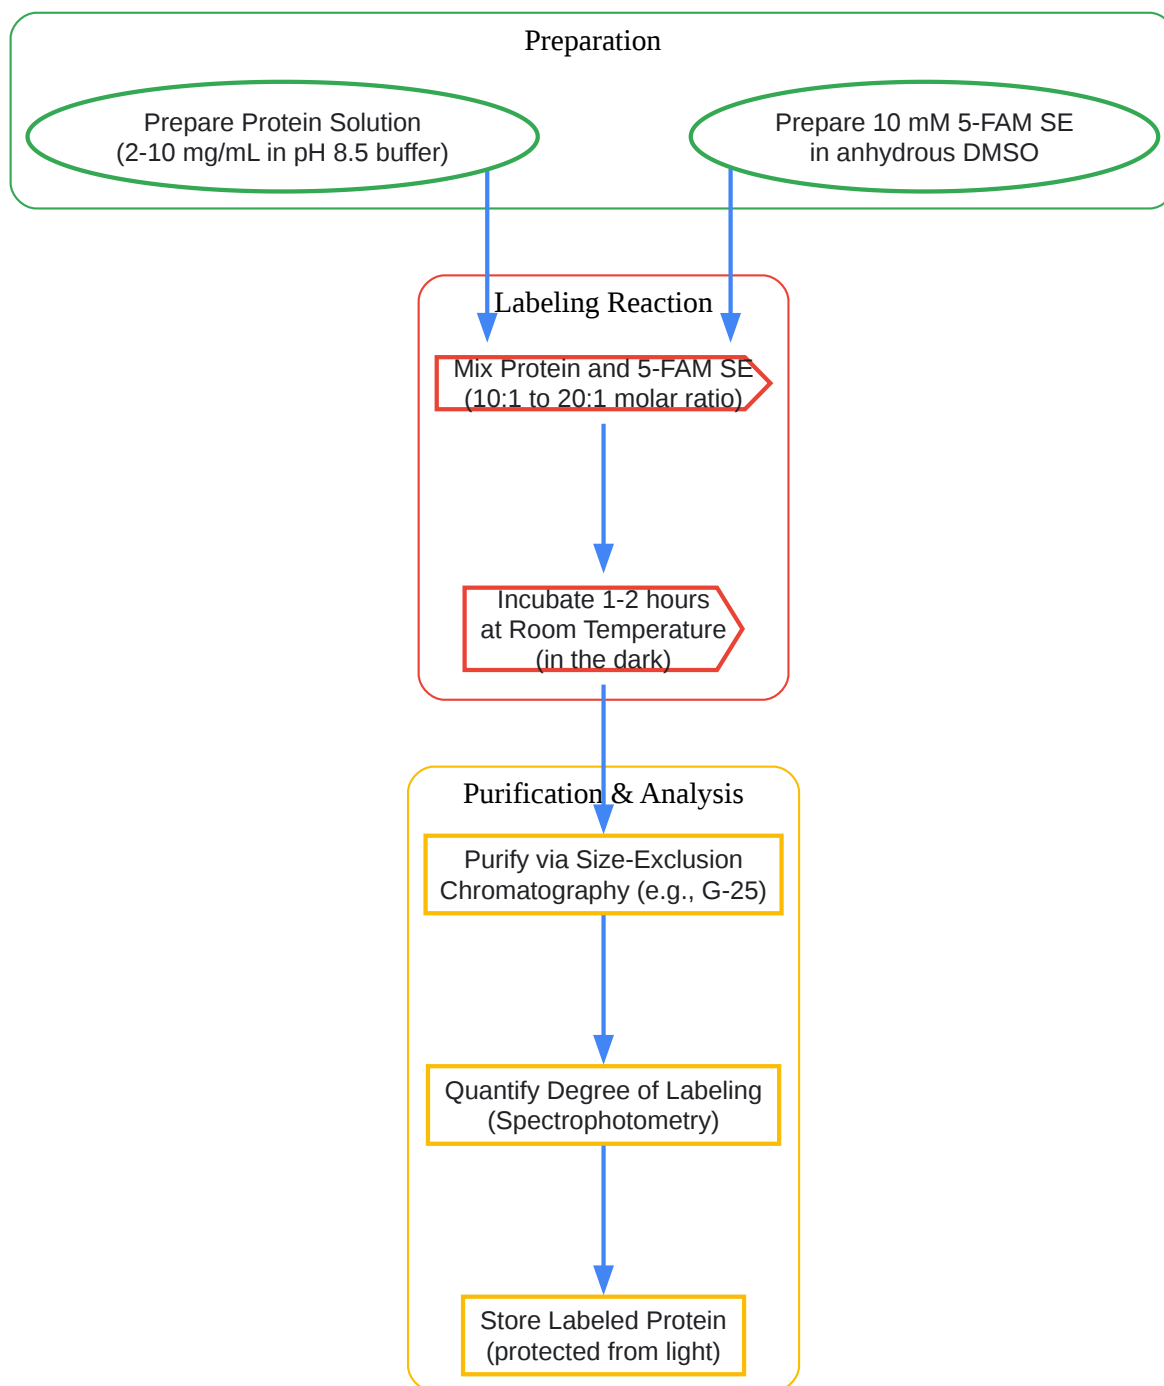 Preparation
Prepare Protein Solution
(2-10 mg/mL in pH 8.5 buffer)
Prepare 10 mM 5-FAM SE
in anhydrous DMSO
Labeling Reaction
Mix Protein and 5-FAM SE
(10:1 to 20:1 molar ratio)
Incubate 1-2 hours
at Room Temperature
(in the dark)
Purification & Analysis
Purify via Size-Exclusion
Chromatography (e.g., G-25)
Quantify Degree of Labeling
(Spectrophotometry)
Store Labeled Protein
(protected from light)